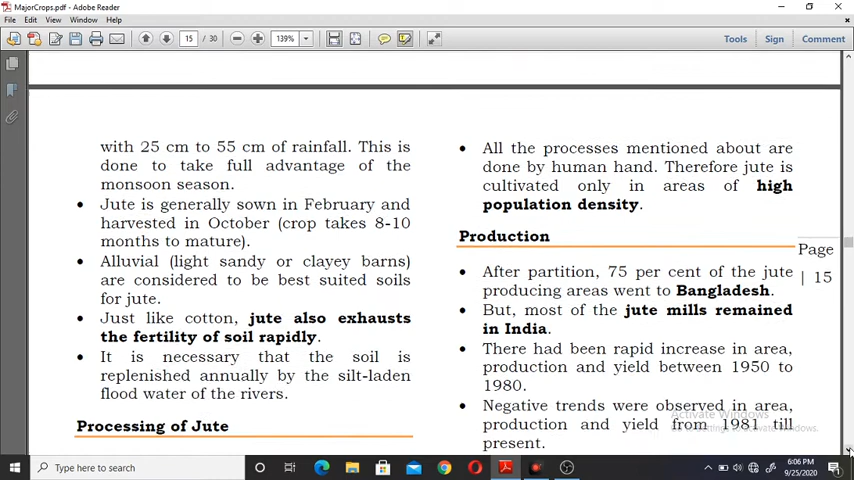 MajorCrops.pdf - Adobe Reader
File Edit View Window Help
15 / 30 139% Tools Sign Comment
with 25 cm to 55 cm of rainfall. This is
done to take full advantage of the
monsoon season.
Jute is generally sown in February and
harvested in October (crop takes 8-10
months to mature).
Alluvial (light sandy or clayey barns)
are considered to be best suited soils
for jute.
Just like cotton, jute also exhausts
the fertility of soil rapidly.
It is necessary that the soil is
replenished annually by the silt-laden
flood water of the rivers.
Processing of Jute
All the processes mentioned about are
done by human hand. Therefore jute is
cultivated only in areas of high
population density.
Production
After partition, 75 per cent of the jute
producing areas went to Bangladesh.
But, most of the jute mills remained
in India.
There had been rapid increase in area,
production and yield between 1950 to
1980.
Negative trends were observed in area,
production and yield from 1981 till
present.
Page
| 15
Activate Windows
Go to Settings to activate Windows.
Type here to search
6:06 PM
9/25/2020